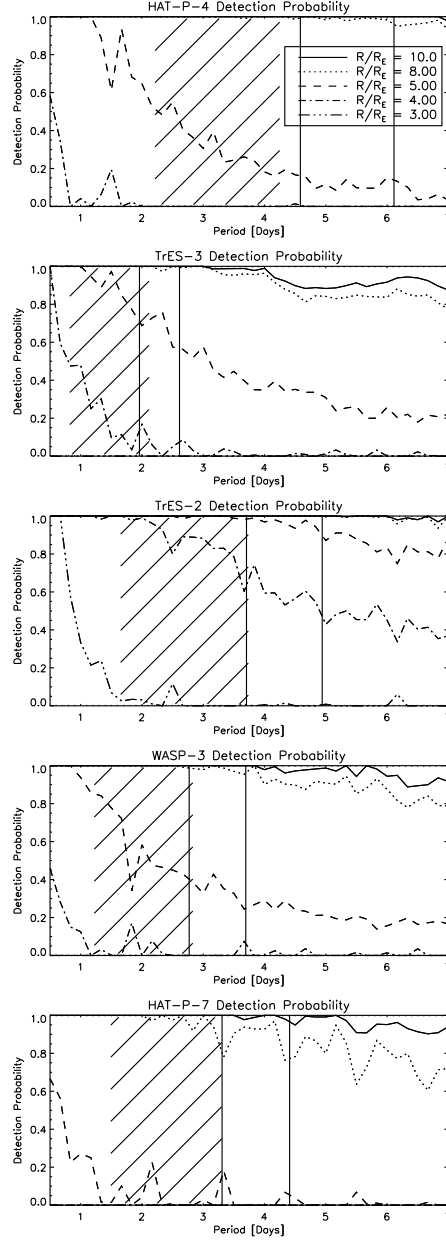 HAT-P-4 Detection Probability
1.0
0.8
0.6
0.4
0.2
0.0
Detection Probability
R/RE = 10.0
R/RE = 8.00
R/RE = 5.00
R/RE = 4.00
R/RE = 3.00
1 2 3 4 5 6
Period [Days]
TrES-3 Detection Probability
1.0
0.8
0.6
0.4
0.2
0.0
Detection Probability
1 2 3 4 5 6
Period [Days]
TrES-2 Detection Probability
1.0
0.8
0.6
0.4
0.2
0.0
Detection Probability
1 2 3 4 5 6
Period [Days]
WASP-3 Detection Probability
1.0
0.8
0.6
0.4
0.2
0.0
Detection Probability
1 2 3 4 5 6
Period [Days]
HAT-P-7 Detection Probability
1.0
0.8
0.6
0.4
0.2
0.0
Detection Probability
1 2 3 4 5 6
Period [Days]